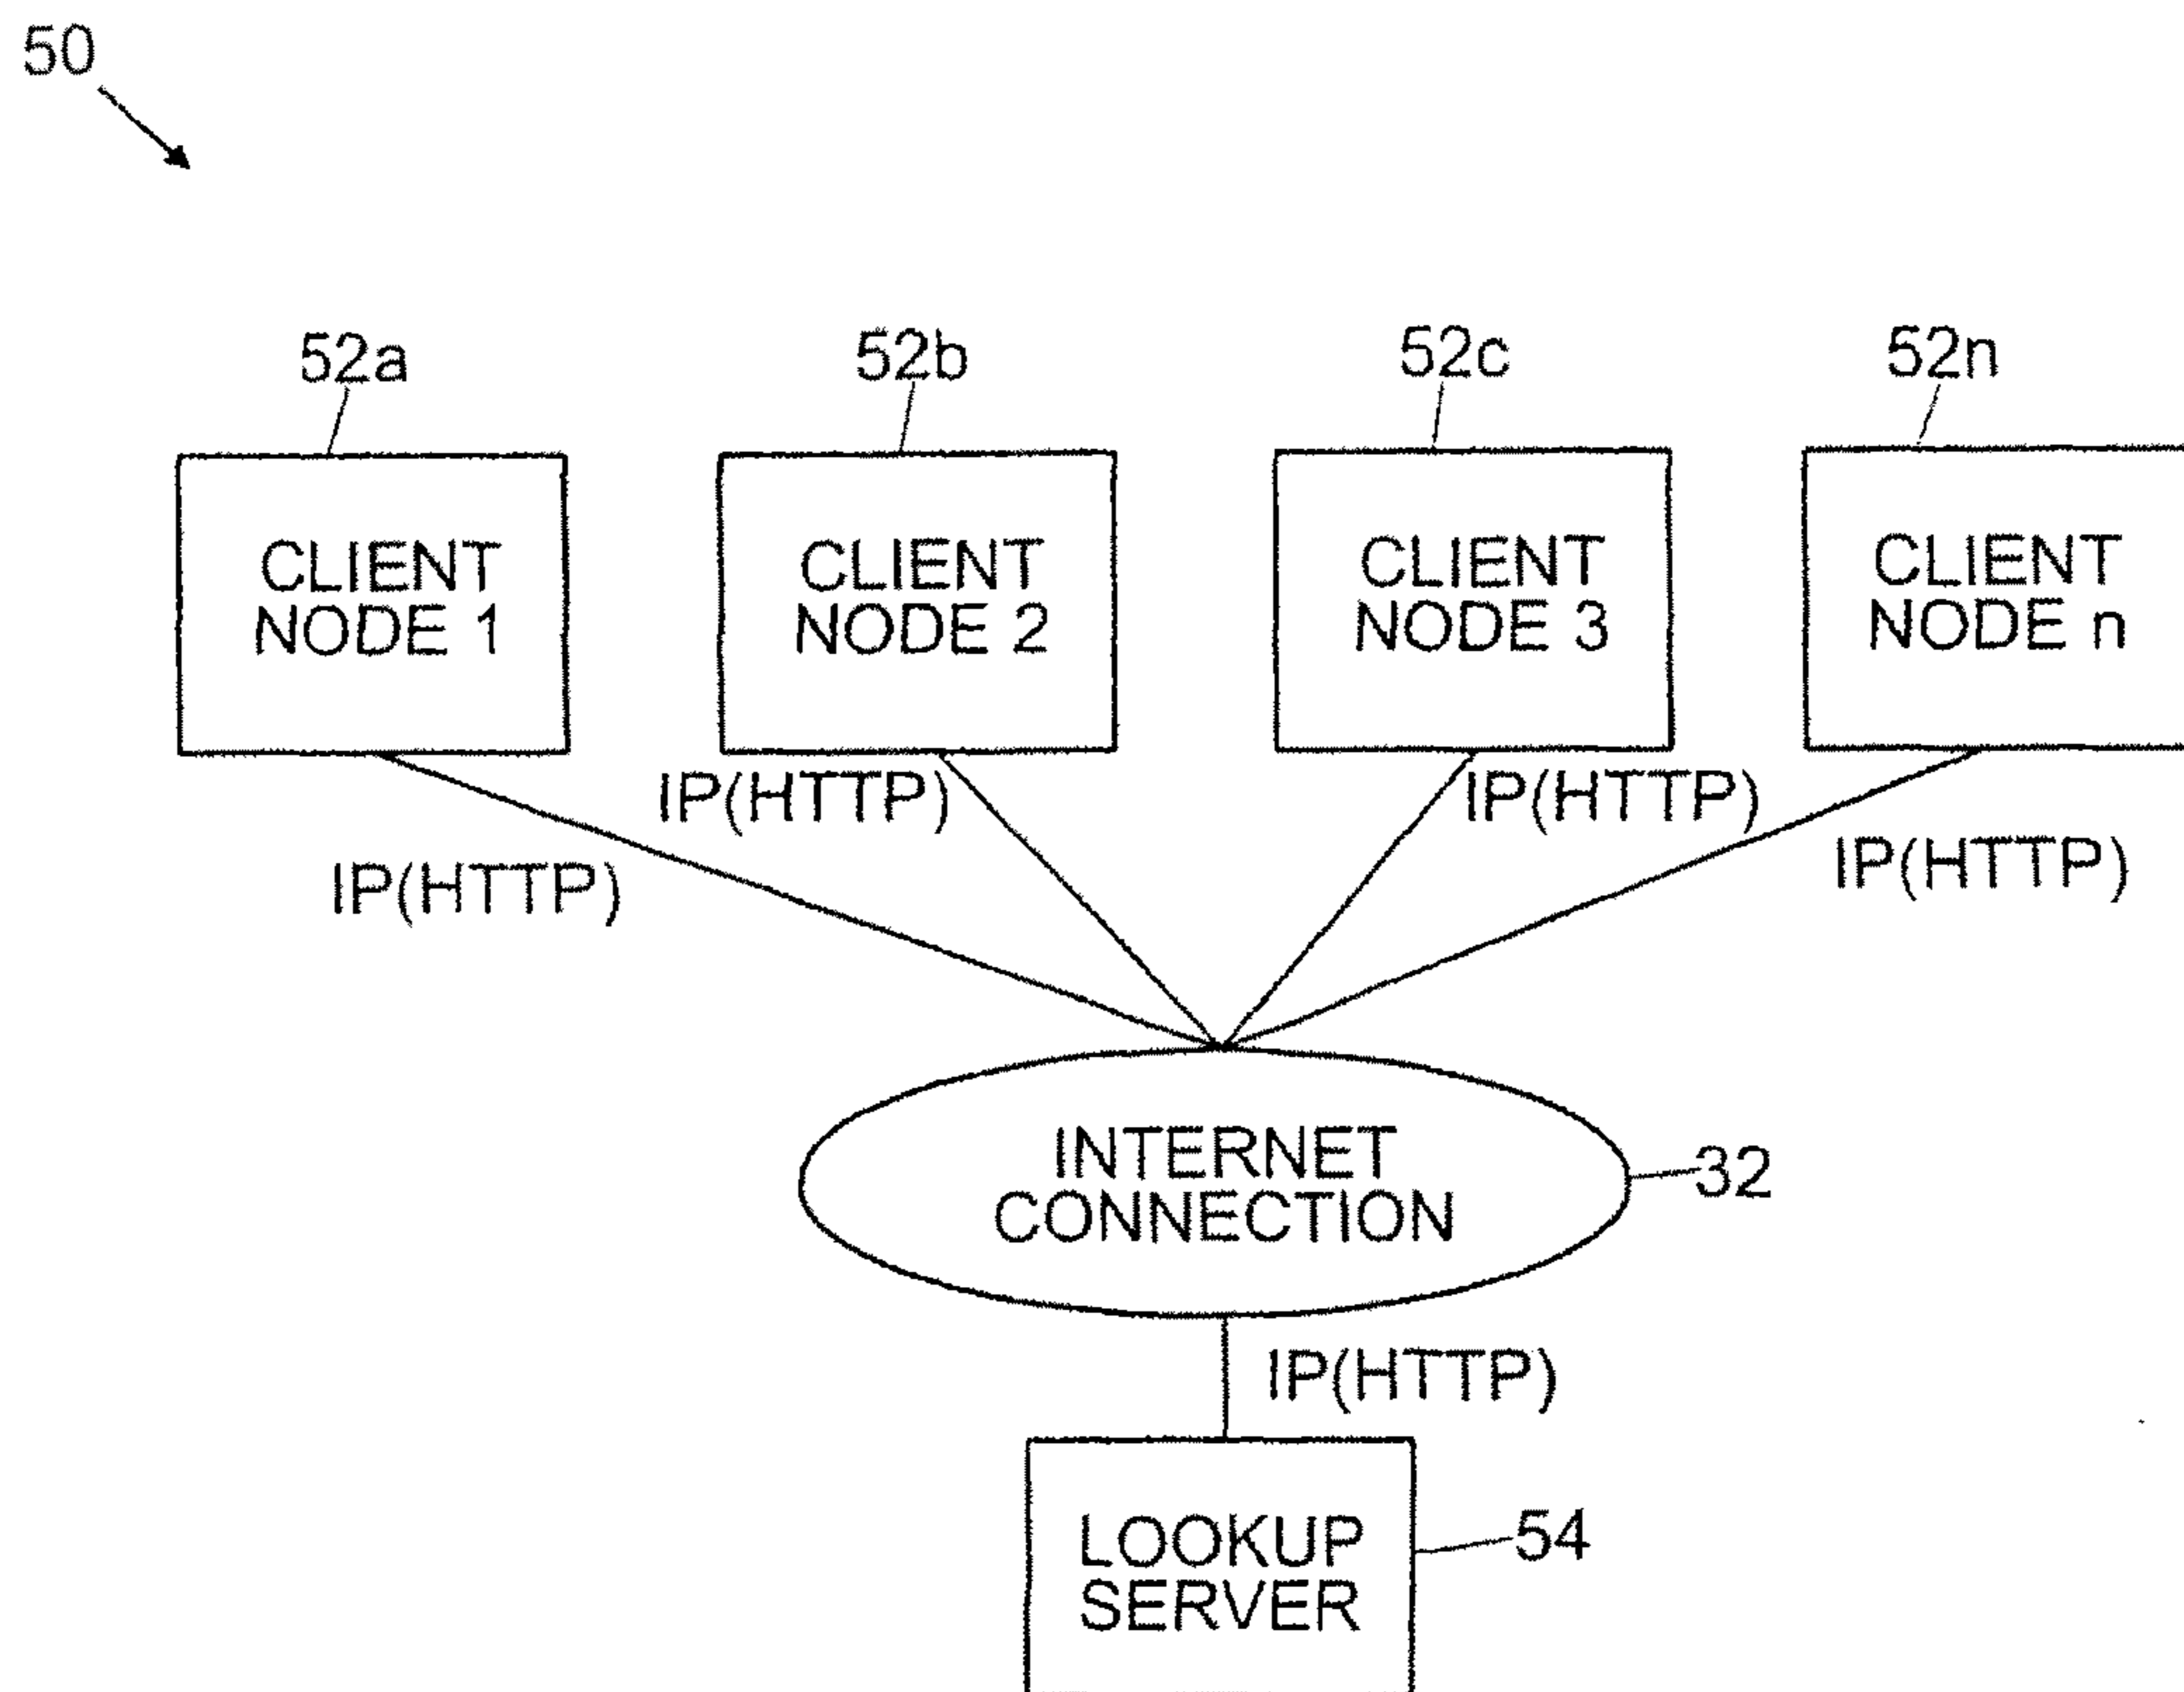 50
52a
52b
52c
52n
CLIENT
NODE 1
CLIENT
NODE 2
CLIENT
NODE 3
CLIENT
NODE n
IP(HTTP)
IP(HTTP)
IP(HTTP)
IP(HTTP)
INTERNET
CONNECTION
32
IP(HTTP)
LOOKUP
SERVER
54